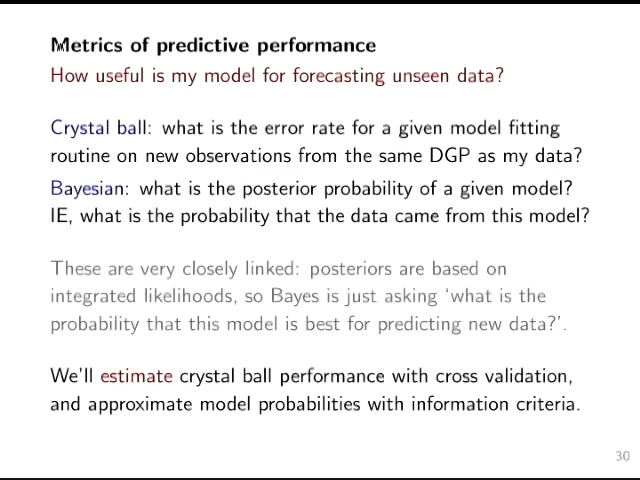 Metrics of predictive performance
How useful is my model for forecasting unseen data?
Crystal ball: what is the error rate for a given model fitting
routine on new observations from the same DGP as my data?
Bayesian: what is the posterior probability of a given model?
IE, what is the probability that the data came from this model?
These are very closely linked: posteriors are based on
integrated likelihoods, so Bayes is just asking ‘what is the
probability that this model is best for predicting new data?’.
We’ll estimate crystal ball performance with cross validation,
and approximate model probabilities with information criteria.
30